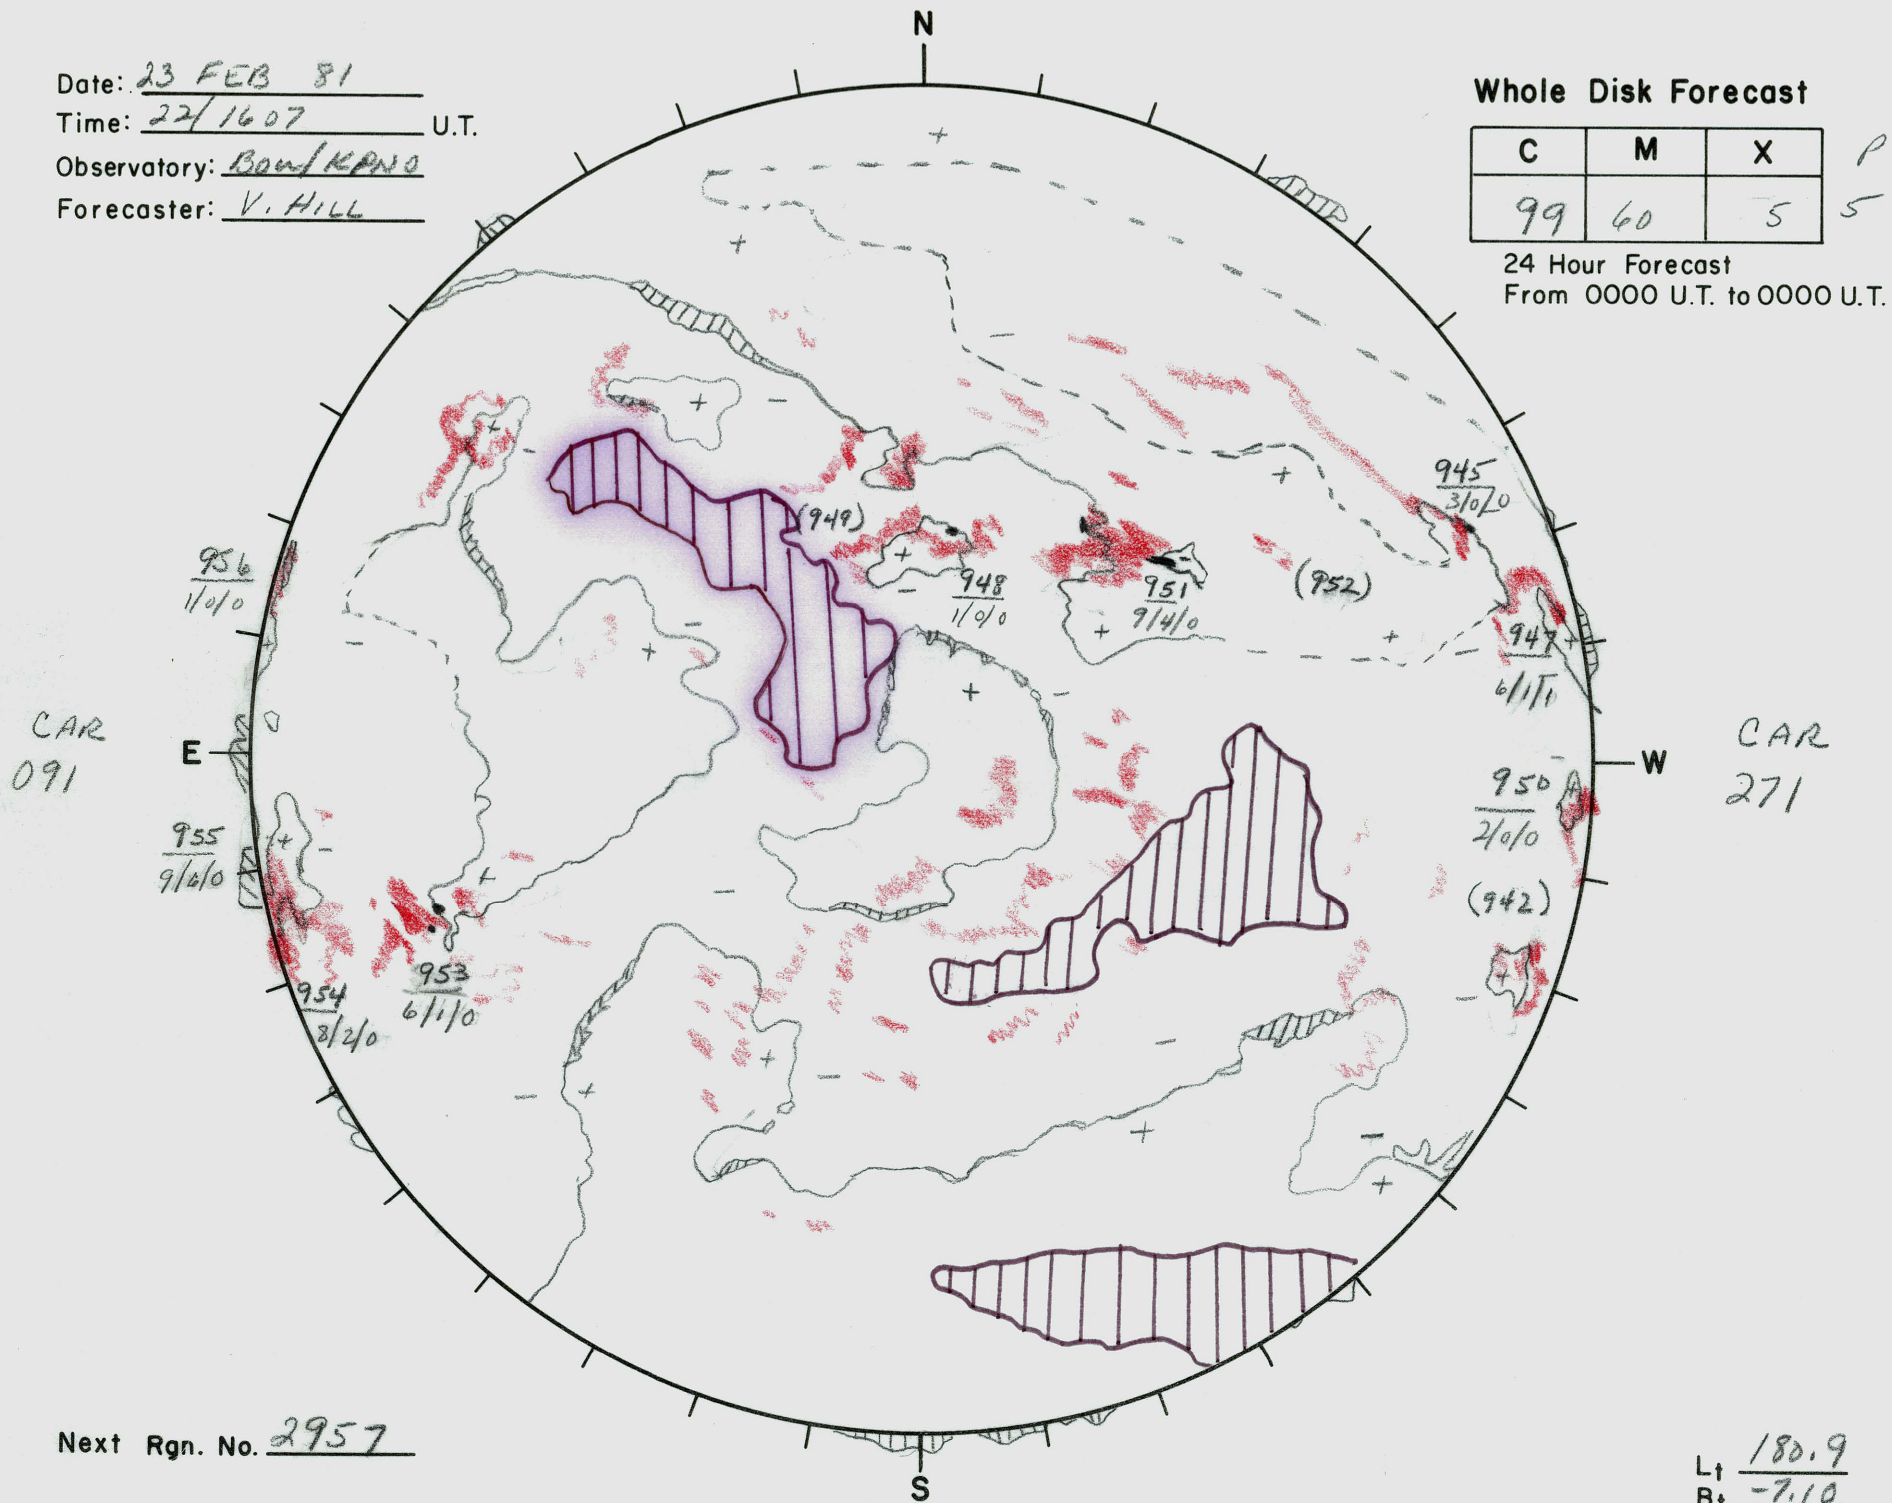 N
Date: 23 FEB 81
Time: 22/1607 U.T.
Observatory: Bou/KPNO
Forecaster: V. HILL
Whole Disk Forecast
C M X P
99 60 5 5
24 Hour Forecast
From 0000 U.T. to 0000 U.T.
945
3/0/0
(949)
948
1/0/0
951
9/4/0
(952)
956
1/0/0
947
6/1/1
CAR
091
E
W
CAR
271
950
2/0/0
955
9/6/0
(942)
953
6/1/0
954
8/2/0
Next Rgn. No. 2957
S
Lt 180.9
Bt -7.10